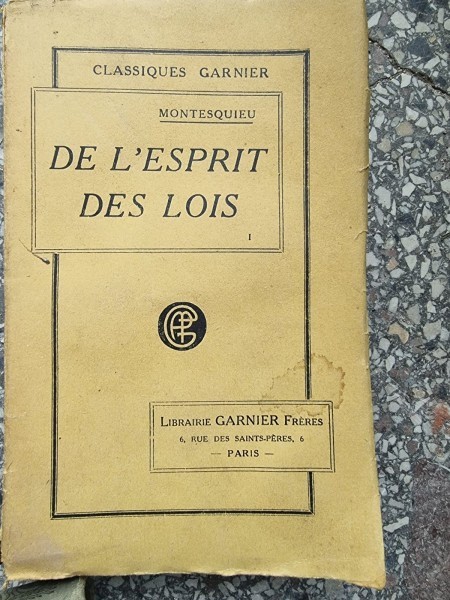 CLASSIQUES GARNIER
MONTESQUIEU
DE L'ESPRIT
DES LOIS
I
LIBRAIRIE GARNIER FRÈRES
6, RUE DES SAINTS-PÈRES, 6
— PARIS —